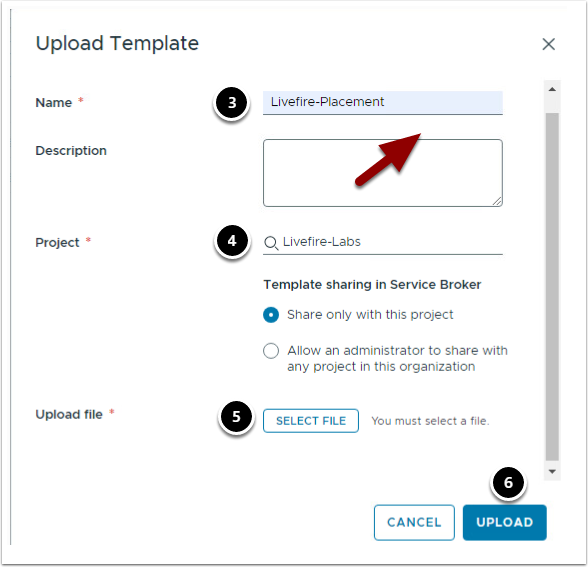 Upload Template
Name * 3 Livefire-Placement
Description
Project * 4 Livefire-Labs
Template sharing in Service Broker
Share only with this project
Allow an administrator to share with
any project in this organization
Upload file * 5 SELECT FILE You must select a file.
6
CANCEL UPLOAD